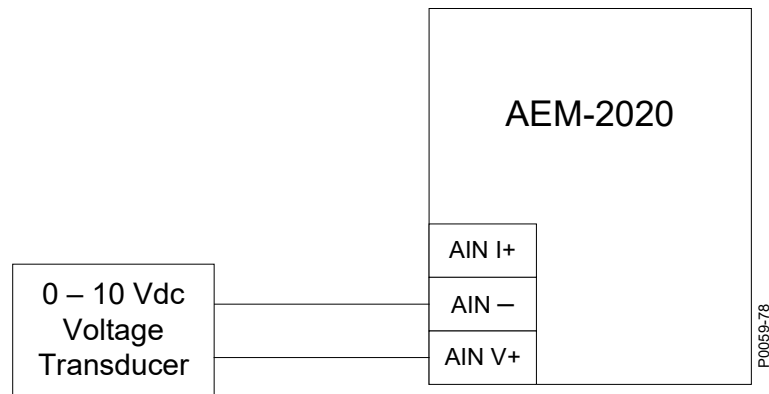 AEM-2020
AIN I+
AIN –
AIN V+
0 – 10 Vdc
Voltage
Transducer
P0059-78